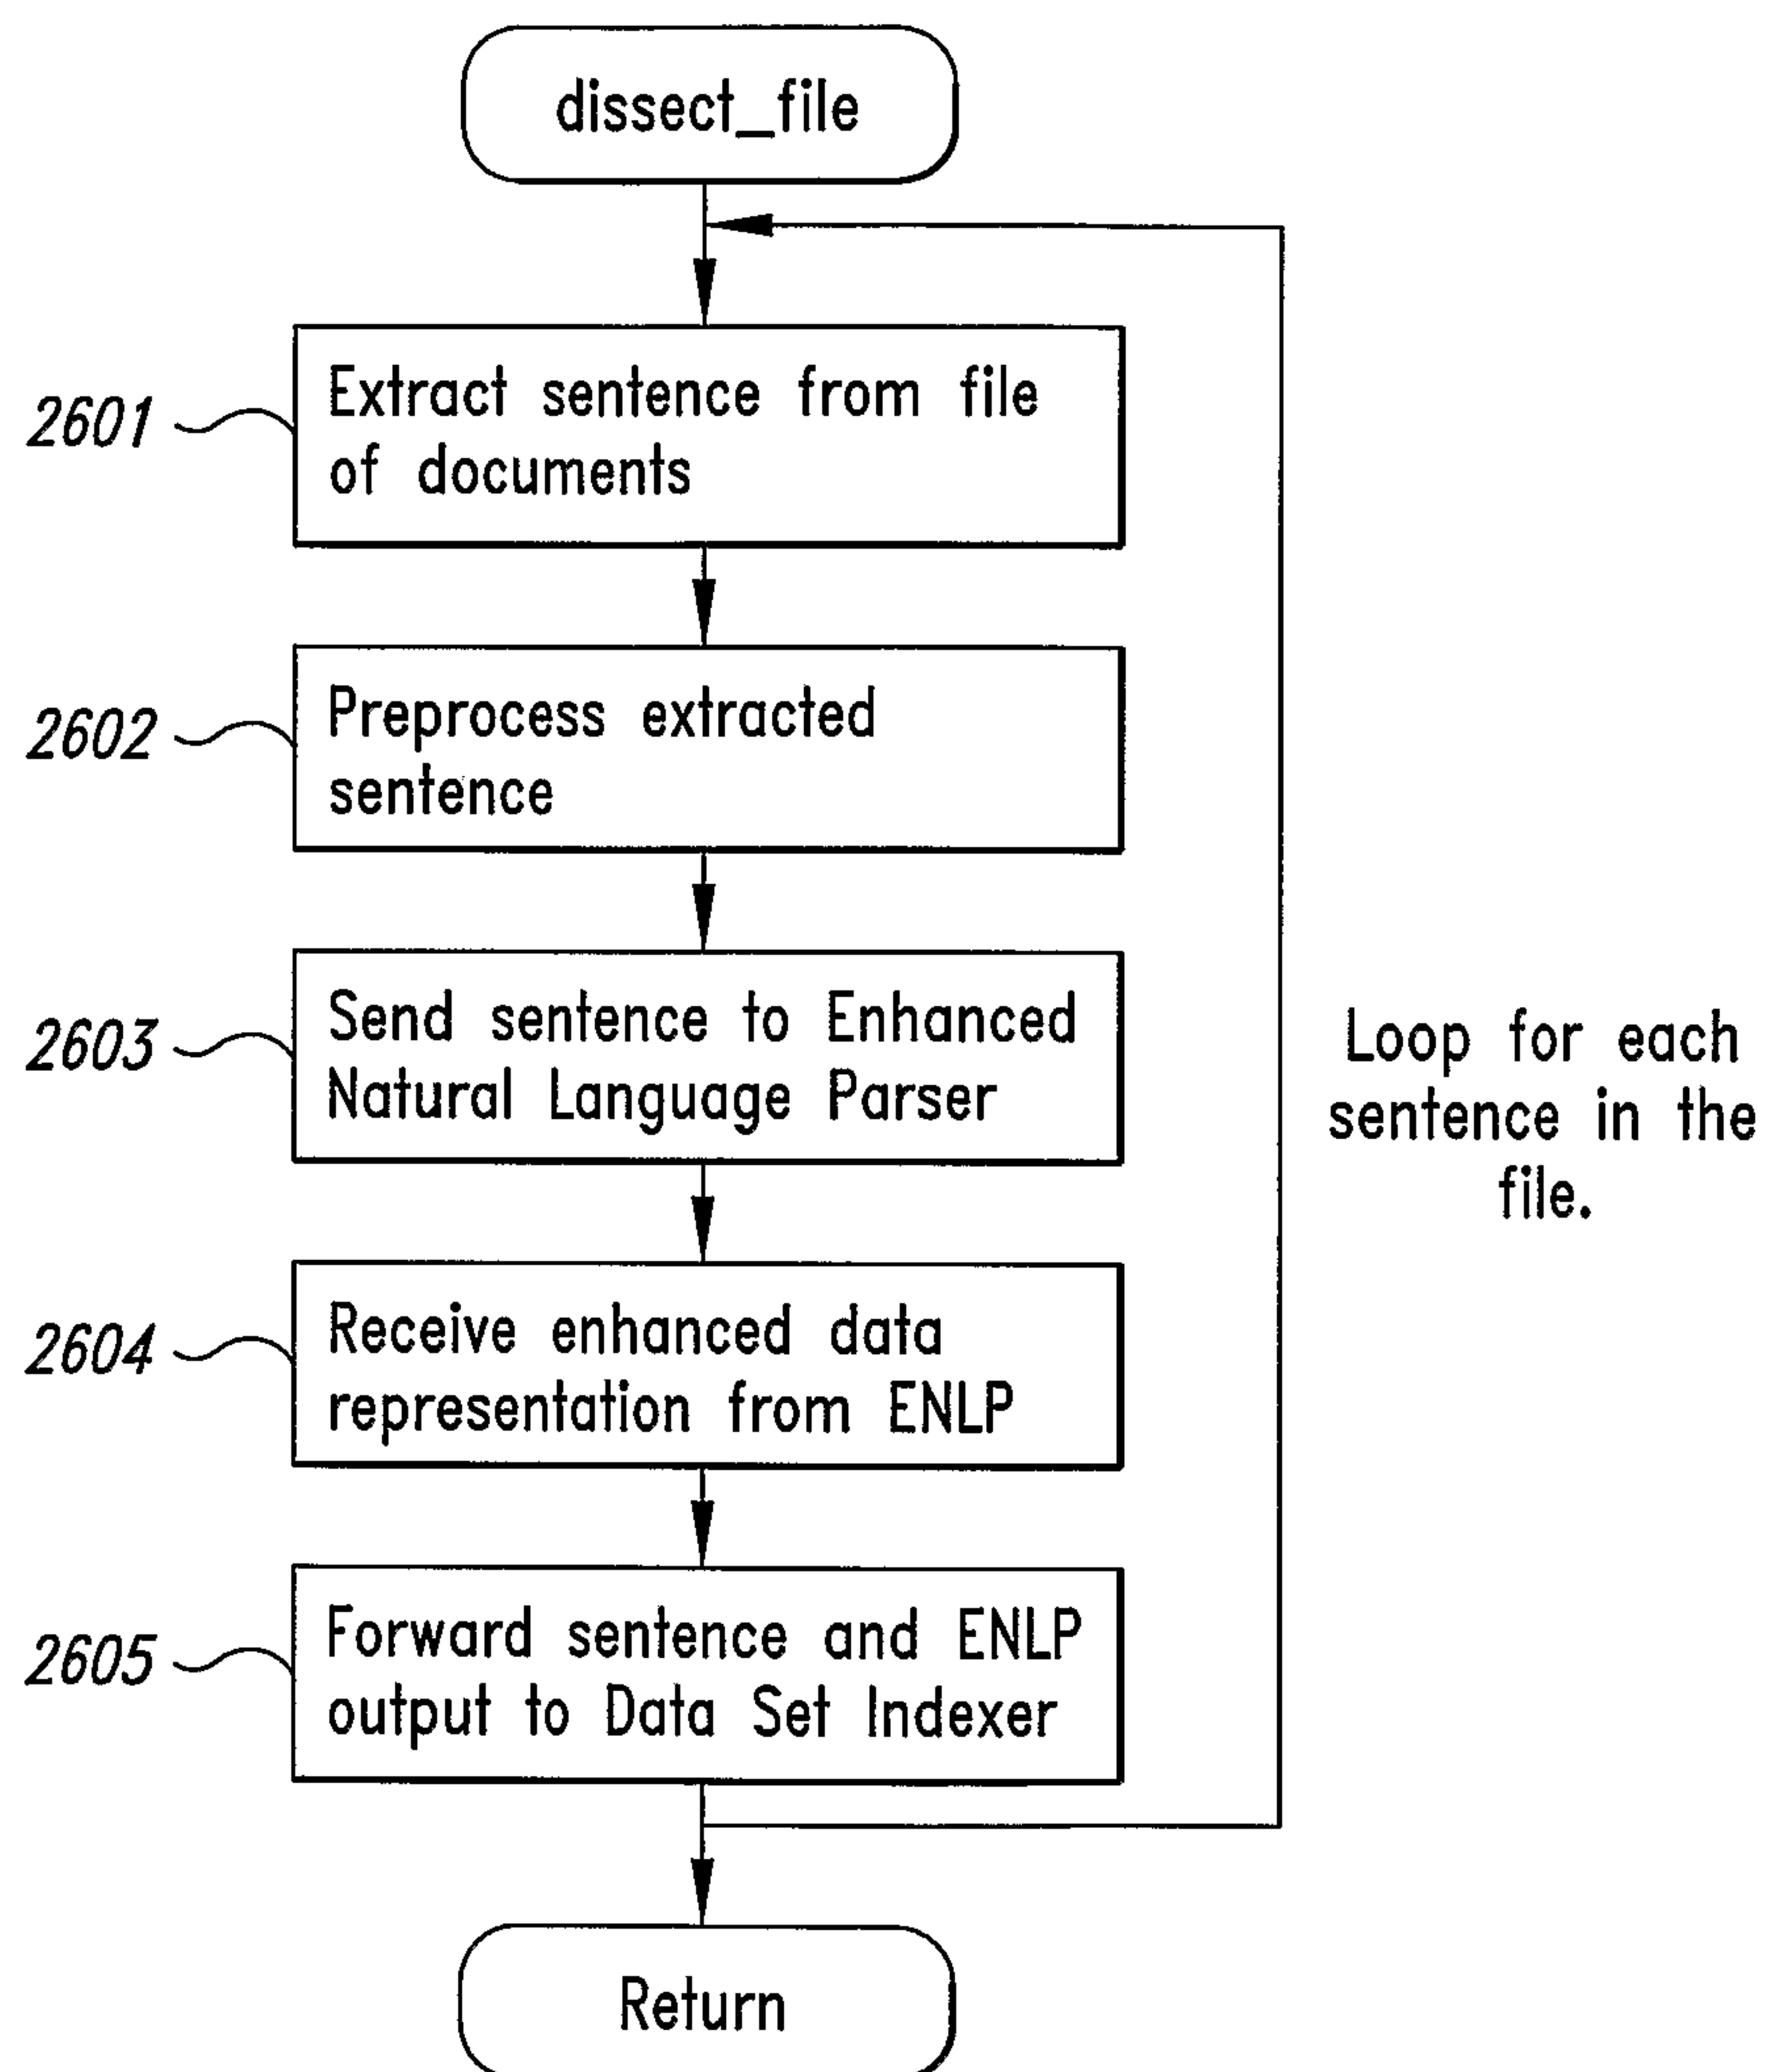 dissect_file
2601
Extract sentence from file
of documents
2602
Preprocess extracted
sentence
2603
Send sentence to Enhanced
Natural Language Parser
Loop for each
sentence in the
file.
2604
Receive enhanced data
representation from ENLP
2605
Forward sentence and ENLP
output to Data Set Indexer
Return